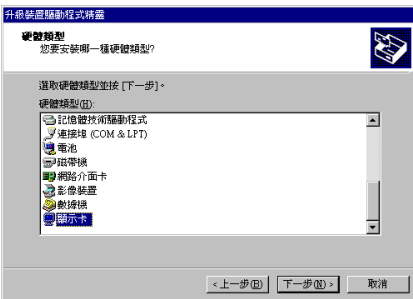 升級裝置驅動程式精靈
硬體類型
您要安裝哪一種硬體類型?
選取硬體類型並按 [下一步]。
硬體類型(H):
記憶體技術驅動程式
連接埠 (COM & LPT)
電池
磁帶機
網路介面卡
影像裝置
數據機
顯示卡
<上一步(B)
下一步(N)>
取消